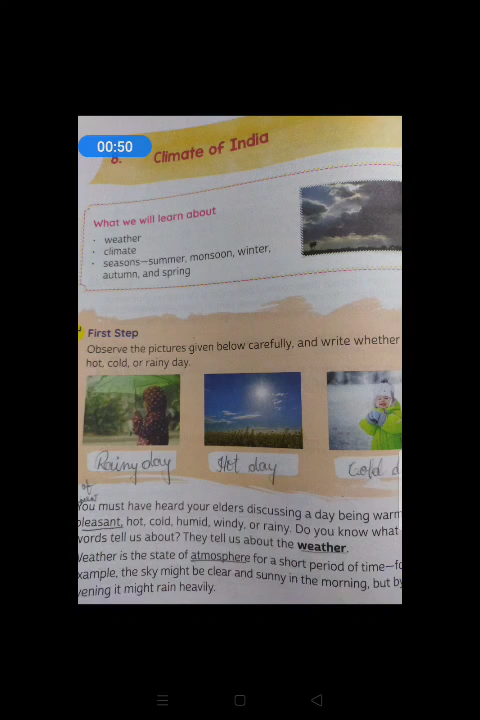 00:50
8. Climate of India
What we will learn about
· weather
· climate
· seasons—summer, monsoon, winter,
autumn, and spring
First Step
Observe the pictures given below carefully, and write whether
hot, cold, or rainy day.
Rainy day
Hot day
Cold d
of
You must have heard your elders discussing a day being warm
pleasant, hot, cold, humid, windy, or rainy. Do you know what
words tell us about? They tell us about the weather.
Weather is the state of atmosphere for a short period of time—fo
xample, the sky might be clear and sunny in the morning, but by
vening it might rain heavily.